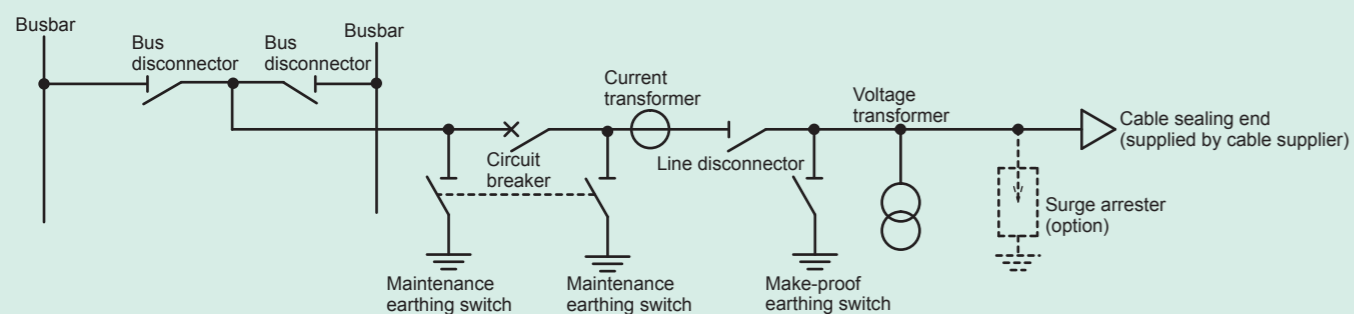 Busbar
Bus
disconnector
Bus
disconnector
Busbar
Current
transformer
Voltage
transformer
Cable sealing end
(supplied by cable supplier)
Circuit
breaker
Line disconnector
Surge arrester
(option)
Maintenance
earthing switch
Maintenance
earthing switch
Make-proof
earthing switch